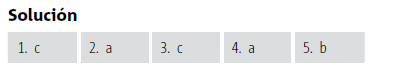 Solución
1. c 2. a 3. c 4. a 5. b